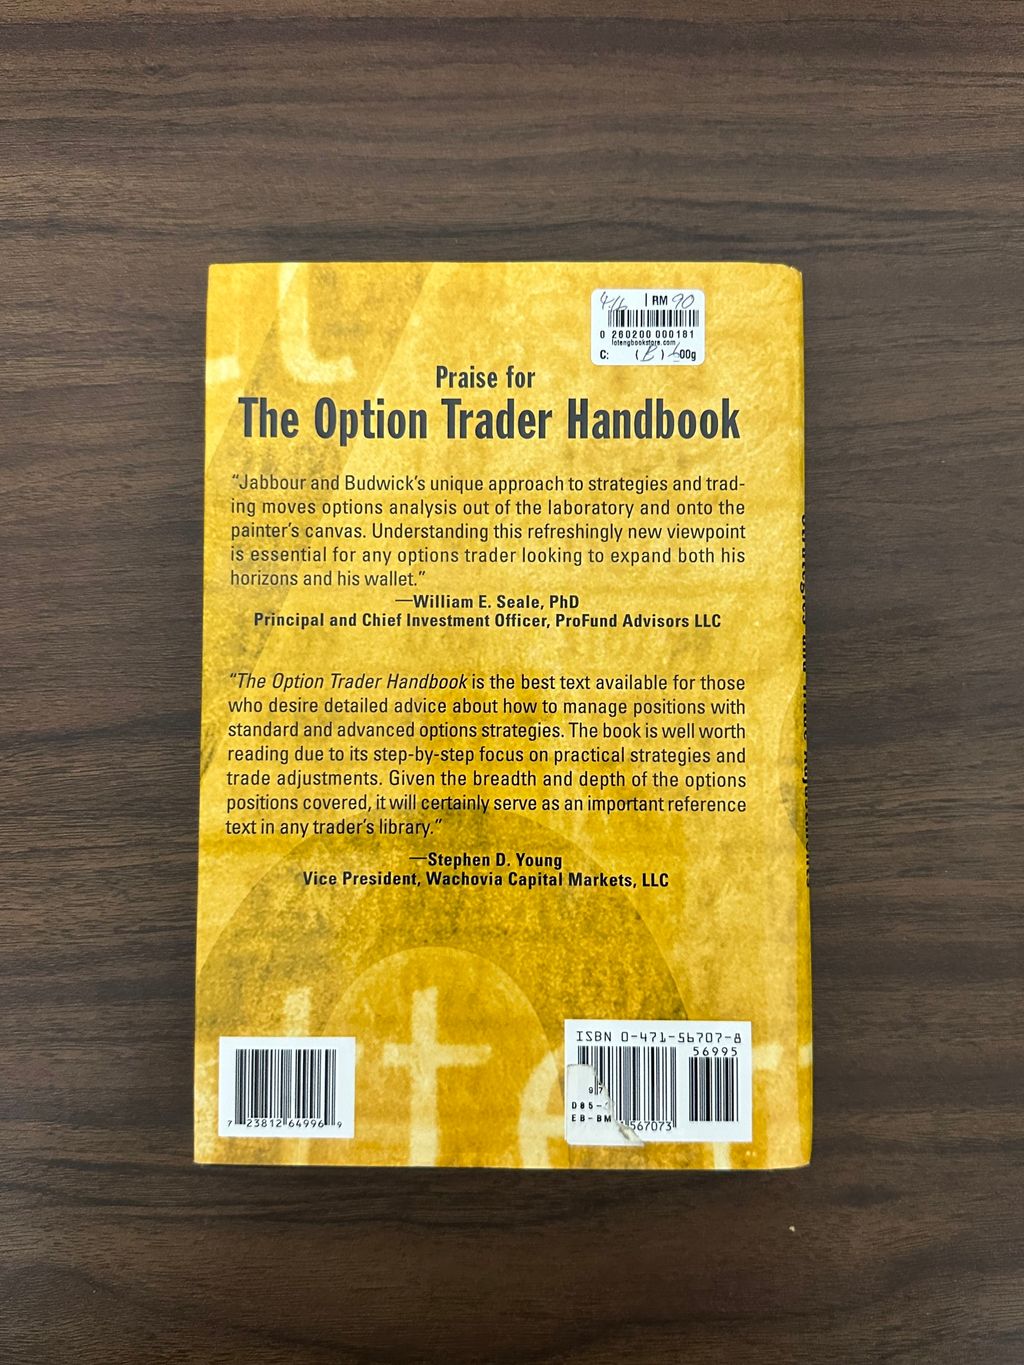 RM 90
0 260200 000181
lotengbookstore.com
C: ( B ) 00g
Praise for
The Option Trader Handbook
“Jabbour and Budwick’s unique approach to strategies and trad-
ing moves options analysis out of the laboratory and onto the
painter’s canvas. Understanding this refreshingly new viewpoint
is essential for any options trader looking to expand both his
horizons and his wallet.”
—William E. Seale, PhD
Principal and Chief Investment Officer, ProFund Advisors LLC
“The Option Trader Handbook is the best text available for those
who desire detailed advice about how to manage positions with
standard and advanced options strategies. The book is well worth
reading due to its step-by-step focus on practical strategies and
trade adjustments. Given the breadth and depth of the options
positions covered, it will certainly serve as an important reference
text in any trader’s library.”
—Stephen D. Young
Vice President, Wachovia Capital Markets, LLC
7 23812 64996 9
ISBN 0-471-56707-8
56995
D85-
EB-BM
567073